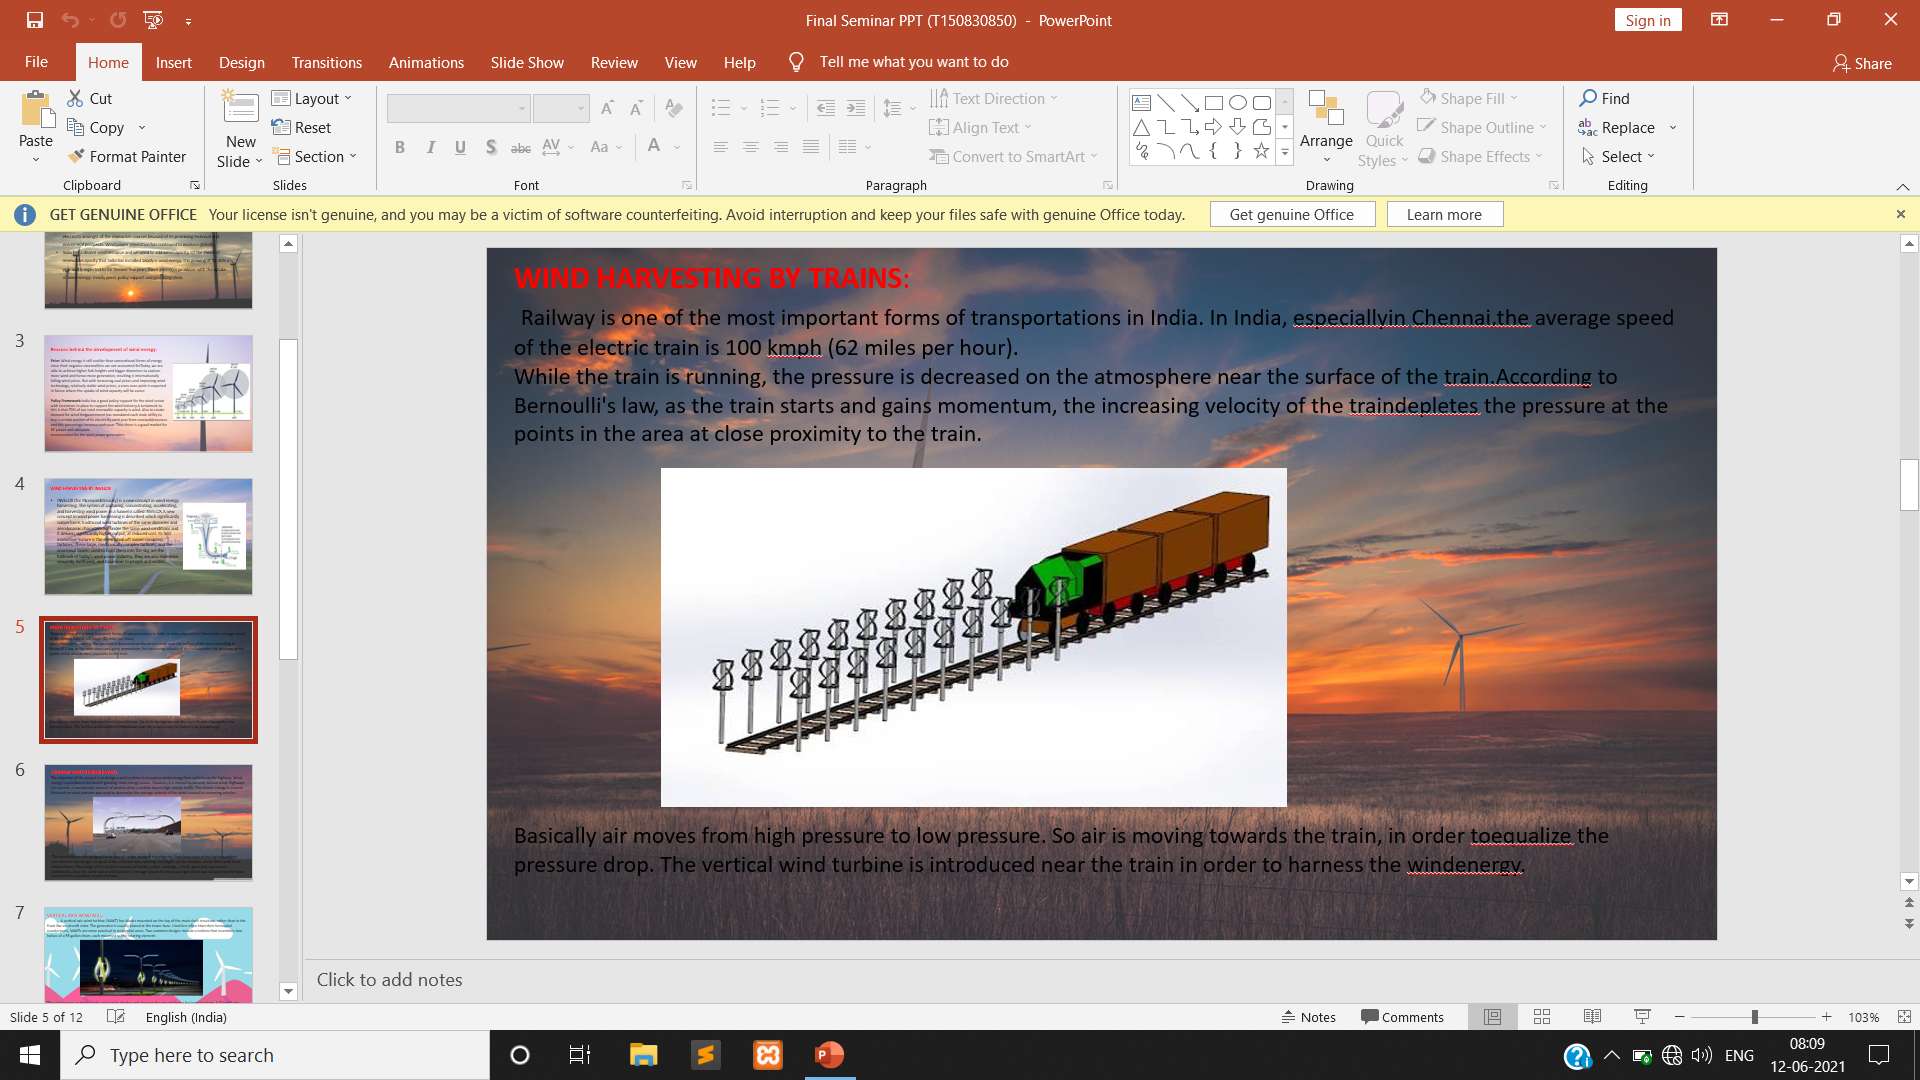 Final Seminar PPT (T150830850) - PowerPoint
Sign in
File Home Insert Design Transitions Animations Slide Show Review View Help Tell me what you want to do
Share
Paste
Cut
Copy
Format Painter
Clipboard
New Slide
Layout
Reset
Section
Slides
B I U S abc AV Aa A
Font
Text Direction
Align Text
Convert to SmartArt
Paragraph
Arrange
Quick Styles
Shape Fill
Shape Outline
Shape Effects
Drawing
Find
Replace
Select
Editing
GET GENUINE OFFICE Your license isn't genuine, and you may be a victim of software counterfeiting. Avoid interruption and keep your files safe with genuine Office today.
Get genuine Office
Learn more
3
4
5
6
7
WIND HARVESTING BY TRAINS:
Railway is one of the most important forms of transportations in India. In India, especiallyin Chennai,the average speed
of the electric train is 100 kmph (62 miles per hour).
While the train is running, the pressure is decreased on the atmosphere near the surface of the train.According to
Bernoulli's law, as the train starts and gains momentum, the increasing velocity of the traindepletes the pressure at the
points in the area at close proximity to the train.
Basically air moves from high pressure to low pressure. So air is moving towards the train, in order toequalize the
pressure drop. The vertical wind turbine is introduced near the train in order to harness the windenergy.
Click to add notes
Slide 5 of 12
English (India)
Notes
Comments
103%
Type here to search
ENG
08:09
12-06-2021